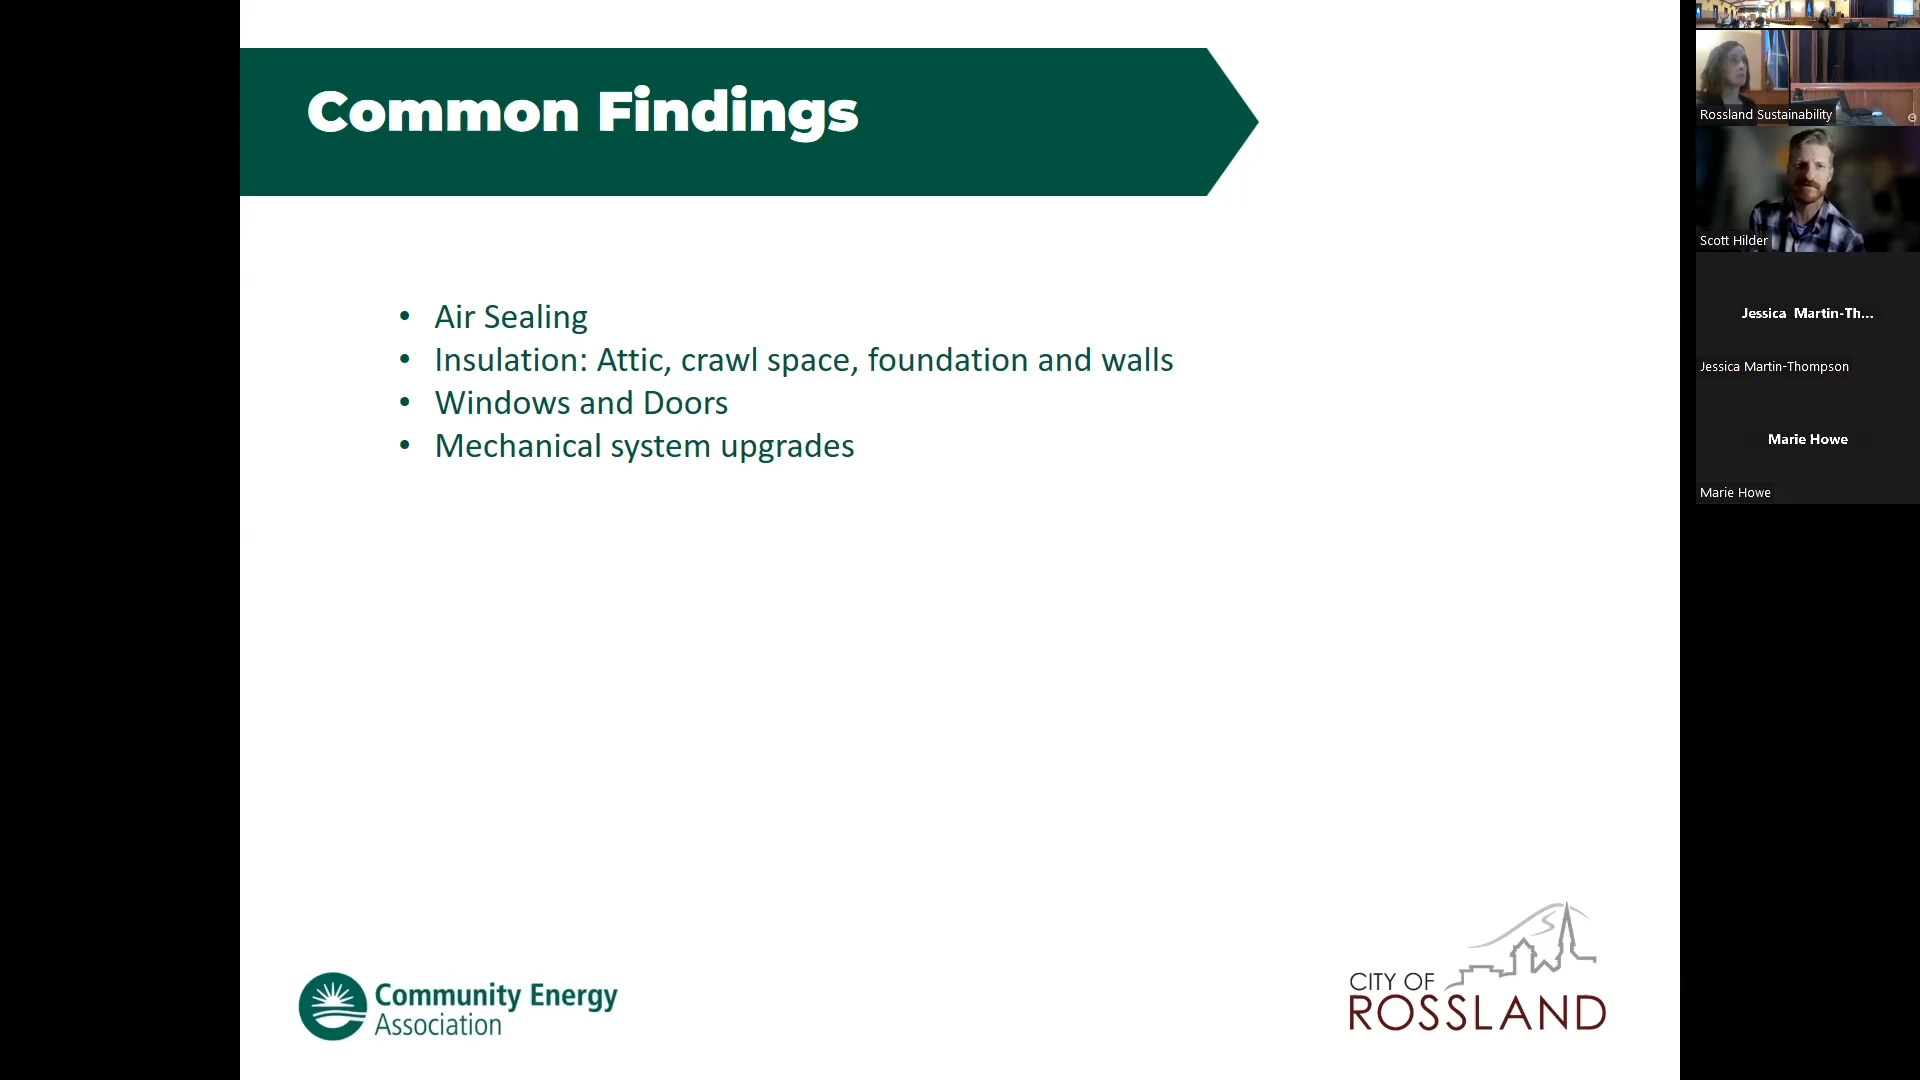 Common Findings
• Air Sealing
• Insulation: Attic, crawl space, foundation and walls
• Windows and Doors
• Mechanical system upgrades
Community Energy
Association
CITY OF
ROSSLAND
Rossland Sustainability
Scott Hilder
Jessica Martin-Th...
Jessica Martin-Thompson
Marie Howe
Marie Howe